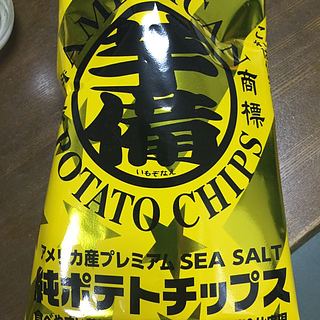 AMERICAN
芋備
いもぞなえ
商標
POTATO CHIPS
アメリカ産プレミアム SEA SALT
純ポテトチップス